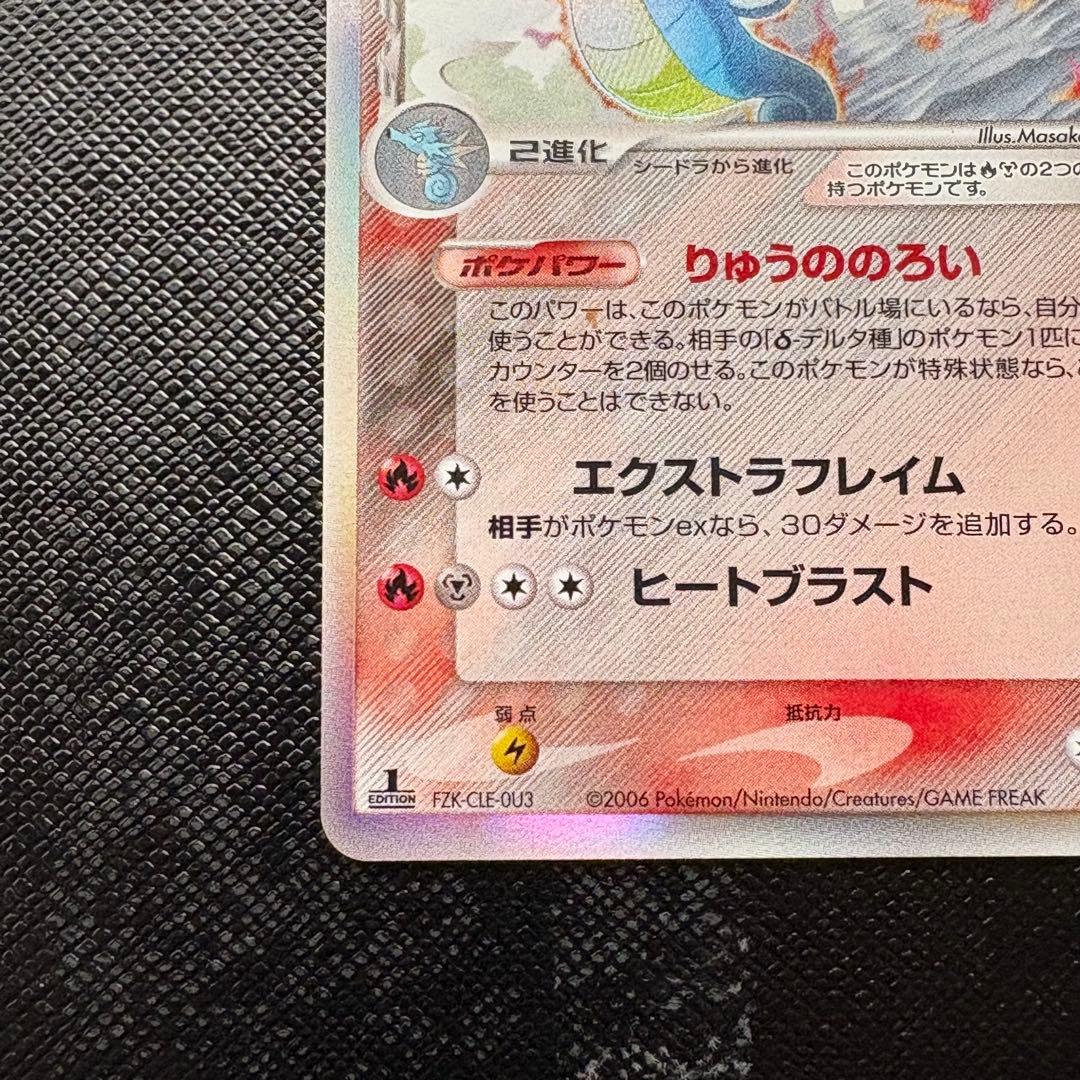 Illus.Masak
2進化
シードラから進化
このポケモンは の2つの
持つポケモンです。
ポケパワー りゅうののろい
このパワーは、このポケモンがバトル場にいるなら、自分
使うことができる。相手の「δ-デルタ種」のポケモン1匹に
カウンターを2個のせる。このポケモンが特殊状態なら、
を使うことはできない。
エクストラフレイム
相手がポケモンexなら、30ダメージを追加する。
ヒートブラスト
弱点 抵抗力
1 EDITION FZK-CLE-0U3 ©2006 Pokémon/Nintendo/Creatures/GAME FREAK